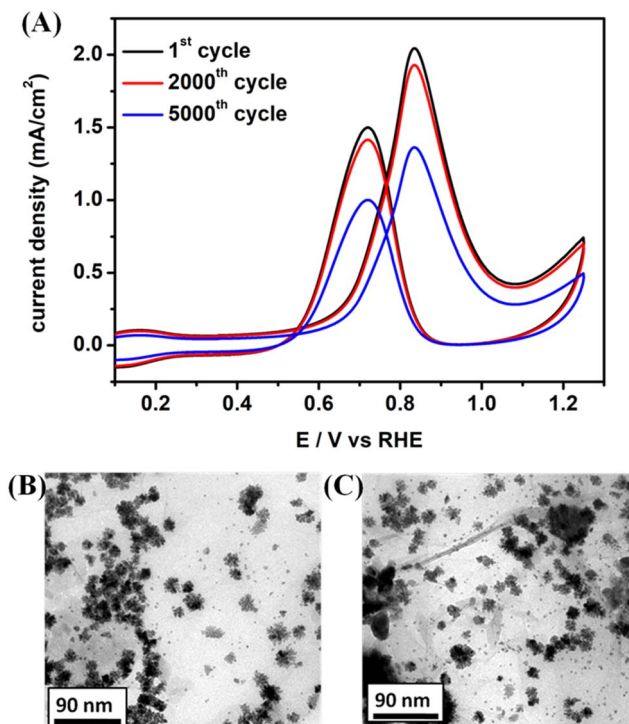 (A)
1st cycle
2000th cycle
5000th cycle
current density (mA/cm2)
2.0
1.5
1.0
0.5
0.0
0.2 0.4 0.6 0.8 1.0 1.2
E / V vs RHE
(B) (C)
90 nm 90 nm